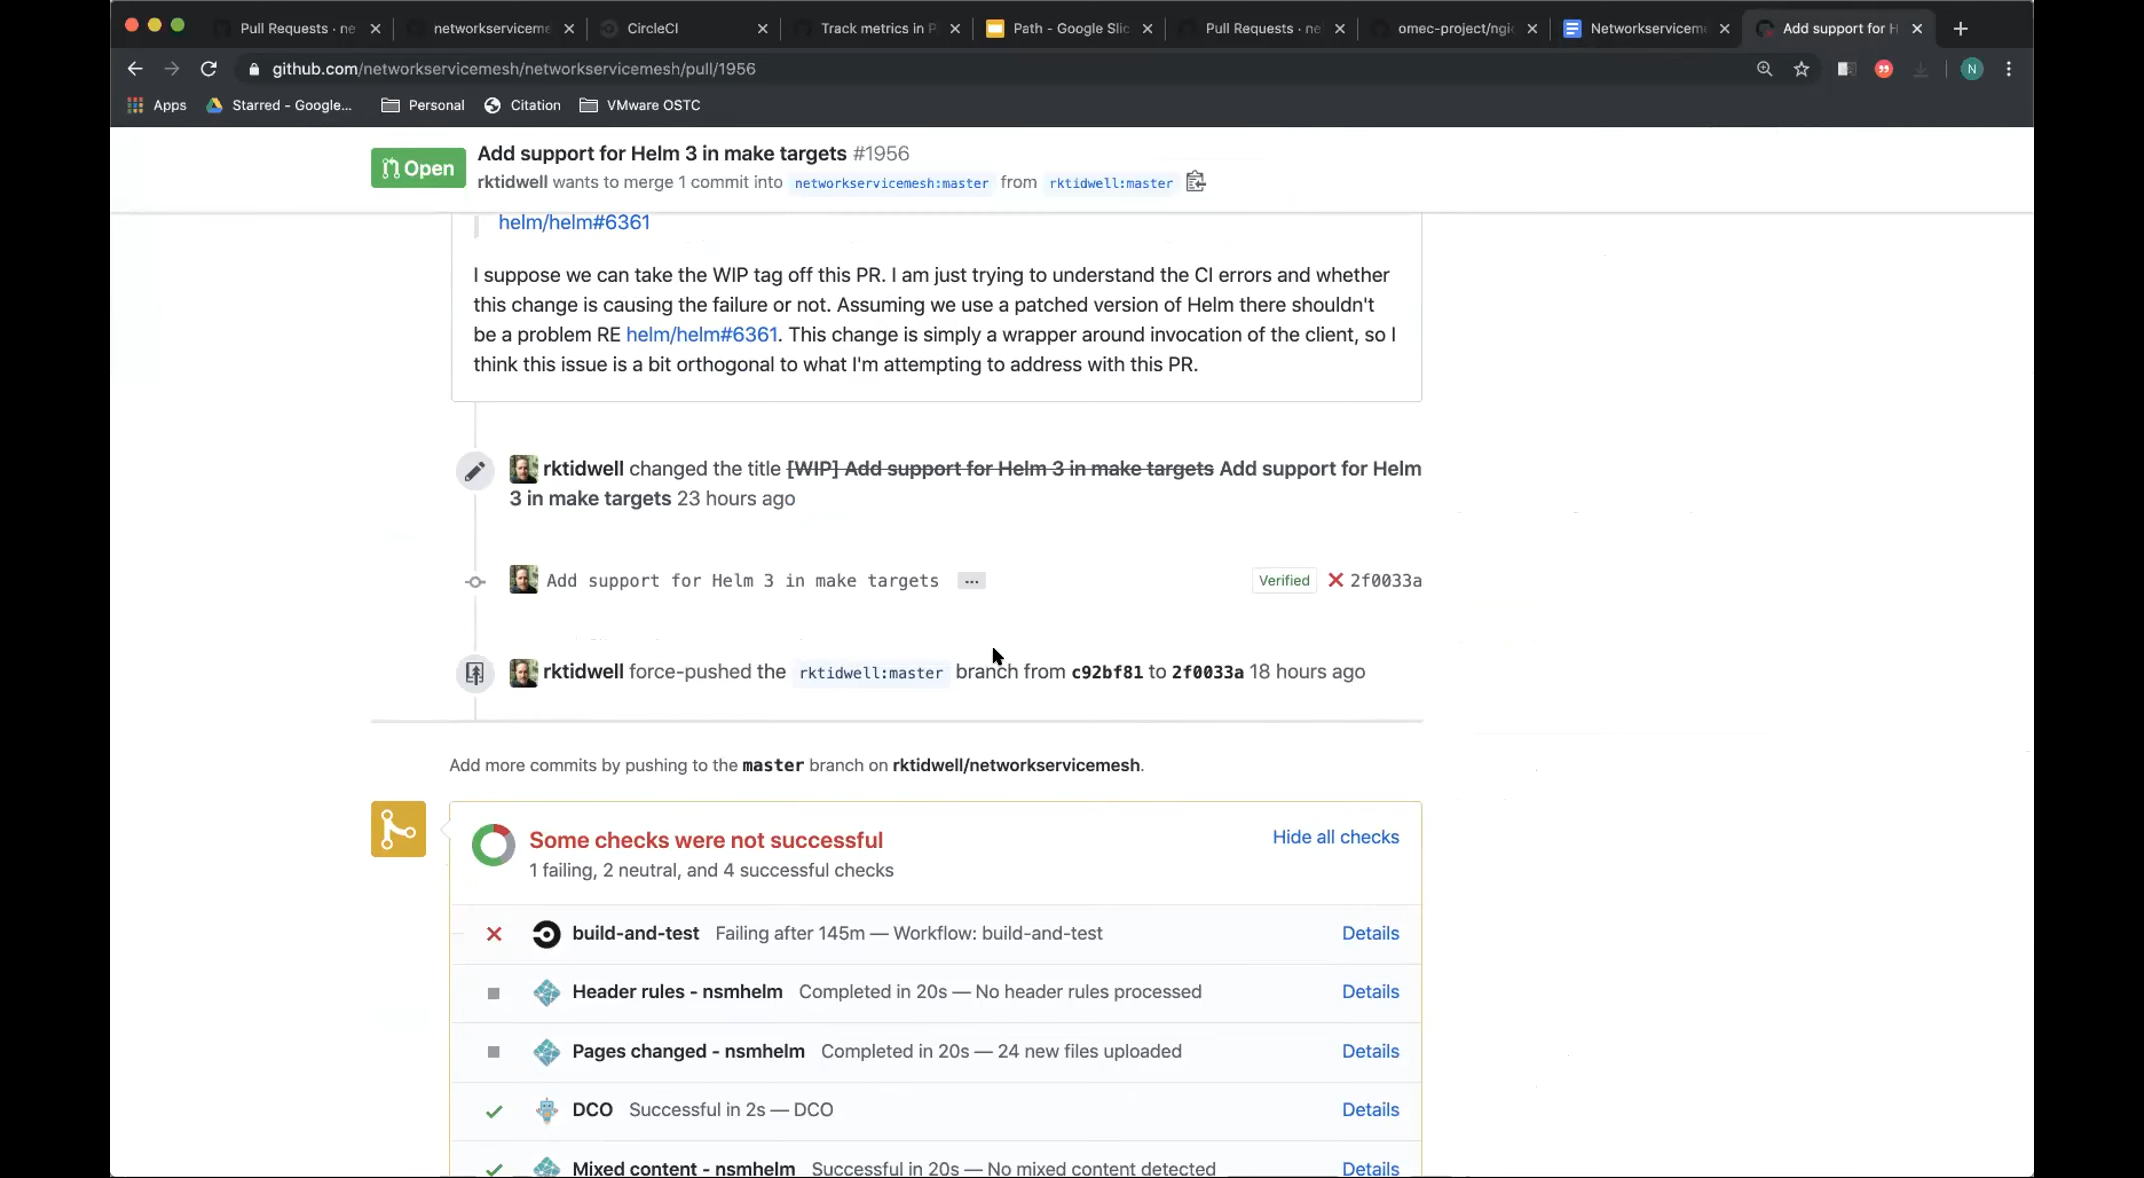 Pull Requests · ne
networkserviceme
CircleCI
Track metrics in P
Path - Google Slic
Pull Requests · ne
omec-project/ngi
Networkserviceme
Add support for H
github.com/networkservicemesh/networkservicemesh/pull/1956
N
Apps
Starred - Google...
Personal
Citation
VMware OSTC
Open
Add support for Helm 3 in make targets #1956
rktidwell wants to merge 1 commit into networkservicemesh:master from rktidwell:master
helm/helm#6361
I suppose we can take the WIP tag off this PR. I am just trying to understand the CI errors and whether
this change is causing the failure or not. Assuming we use a patched version of Helm there shouldn't
be a problem RE helm/helm#6361. This change is simply a wrapper around invocation of the client, so I
think this issue is a bit orthogonal to what I'm attempting to address with this PR.
rktidwell changed the title [WIP] Add support for Helm 3 in make targets Add support for Helm
3 in make targets 23 hours ago
Add support for Helm 3 in make targets ... Verified 2f0033a
rktidwell force-pushed the rktidwell:master branch from c92bf81 to 2f0033a 18 hours ago
Add more commits by pushing to the master branch on rktidwell/networkservicemesh.
Some checks were not successful
Hide all checks
1 failing, 2 neutral, and 4 successful checks
build-and-test Failing after 145m — Workflow: build-and-test Details
Header rules - nsmhelm Completed in 20s — No header rules processed Details
Pages changed - nsmhelm Completed in 20s — 24 new files uploaded Details
DCO Successful in 2s — DCO Details
Mixed content - nsmhelm Successful in 20s — No mixed content detected Details